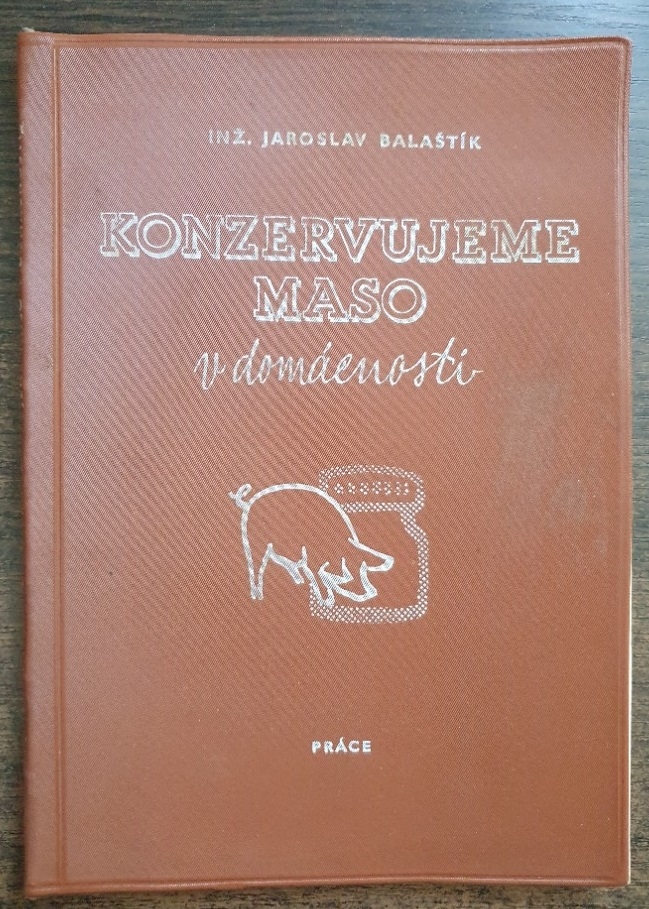 INŽ. JAROSLAV BALAŠTÍK
KONZERVUJEME
MASO
v domácnosti
PRÁCE